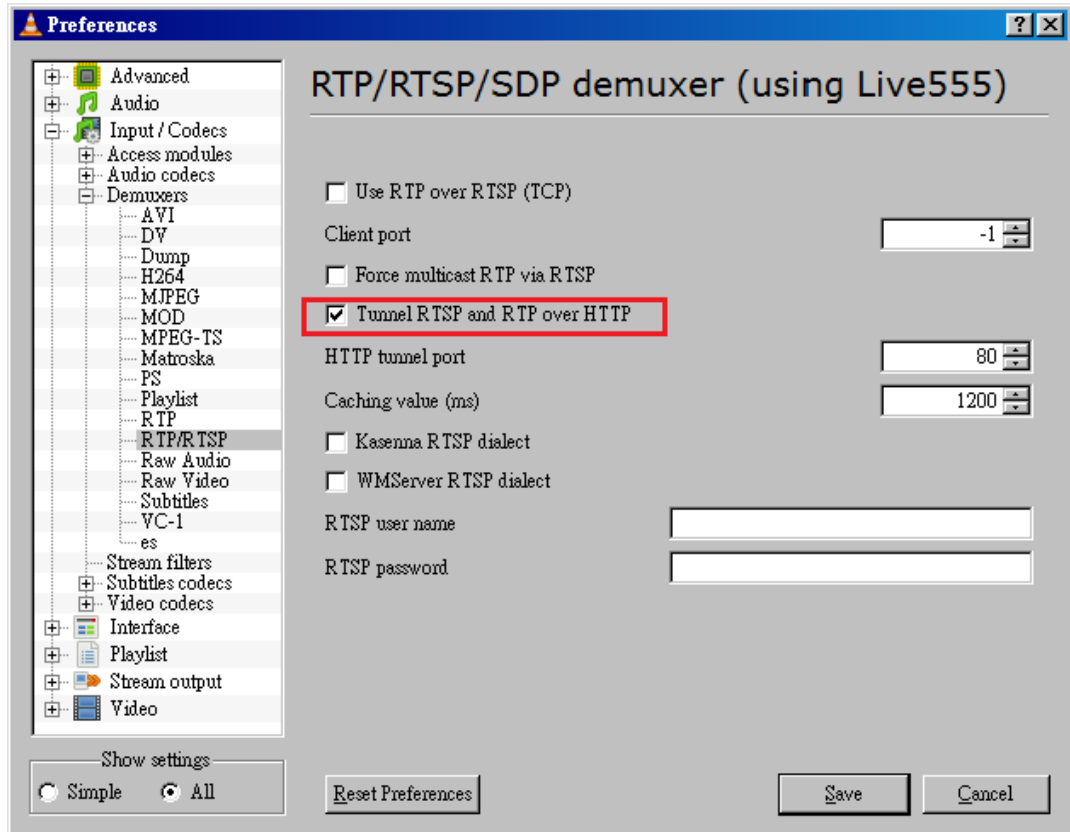 Preferences
Advanced
Audio
Input / Codecs
Access modules
Audio codecs
Demuxers
AVI
DV
Dump
H264
MJPEG
MOD
MPEG-TS
Matroska
PS
Playlist
RTP
RTP/RTSP
Raw Audio
Raw Video
Subtitles
VC-1
es
Stream filters
Subtitles codecs
Video codecs
Interface
Playlist
Stream output
Video
Show settings
Simple All
RTP/RTSP/SDP demuxer (using Live555)
Use RTP over RTSP (TCP)
Client port -1
Force multicast RTP via RTSP
Tunnel RTSP and RTP over HTTP
HTTP tunnel port 80
Caching value (ms) 1200
Kasenna RTSP dialect
WMServer RTSP dialect
RTSP user name
RTSP password
Reset Preferences Save Cancel